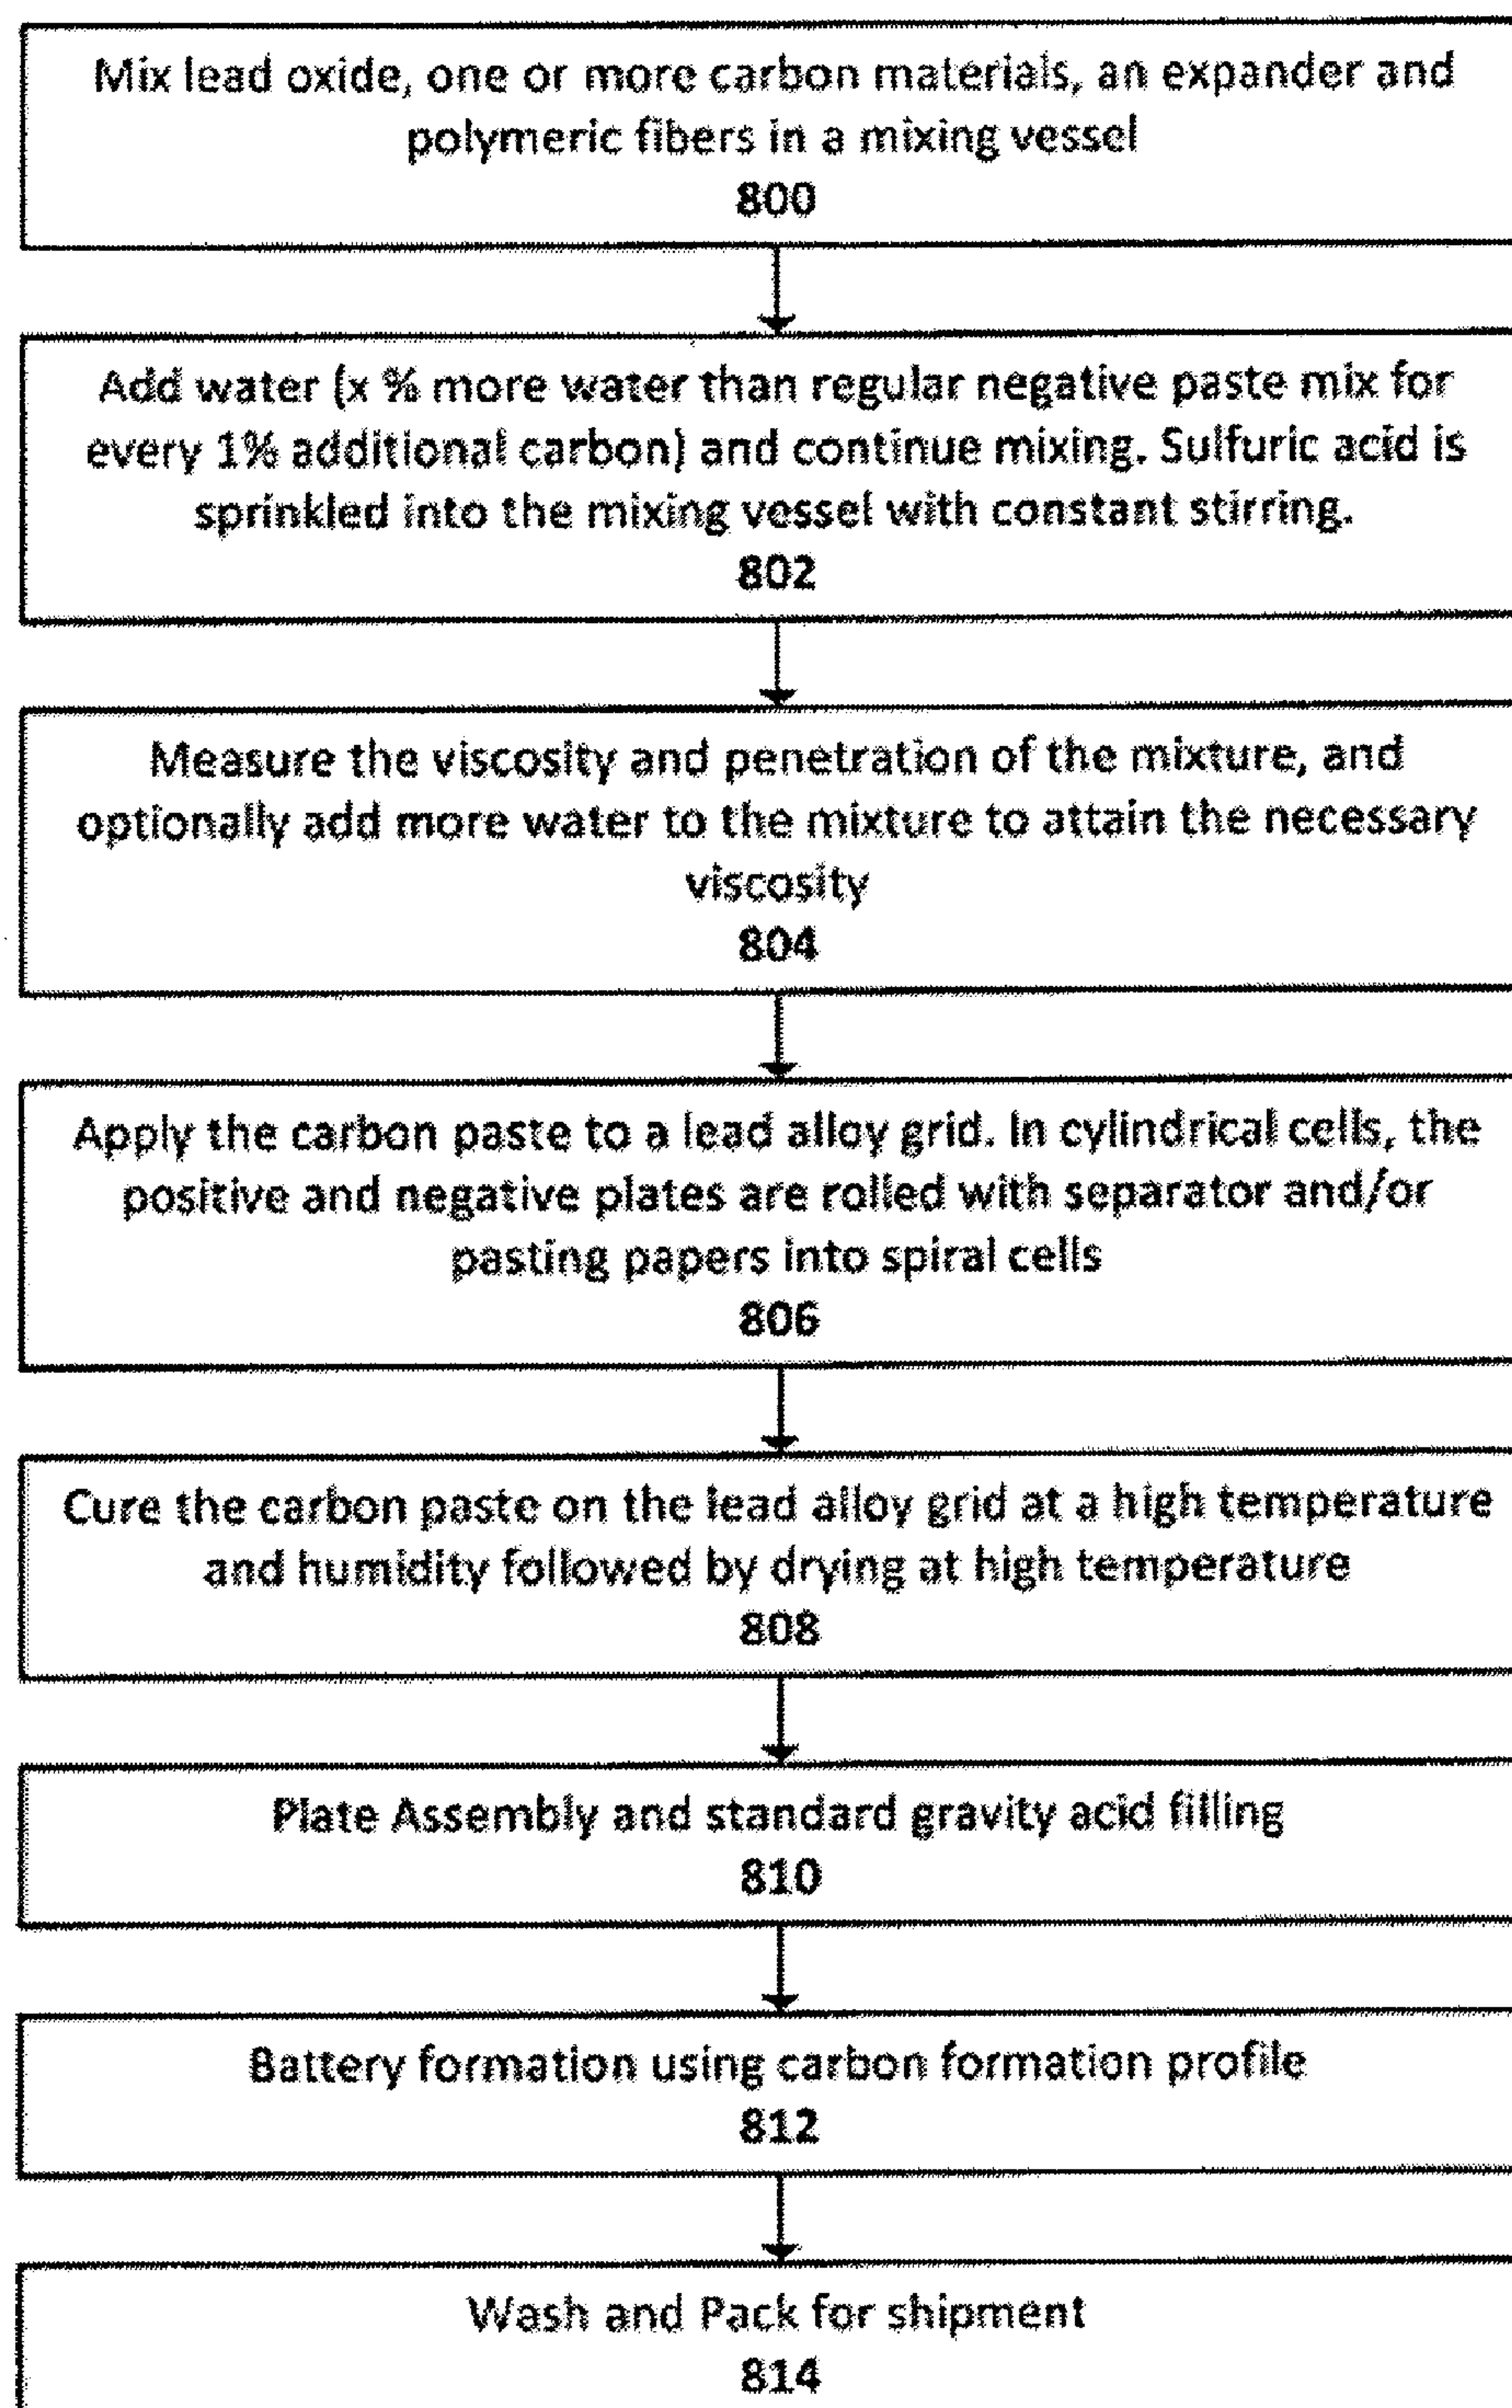 Mix lead oxide, one or more carbon materials, an expander and
polymeric fibers in a mixing vessel
800
Add water (x % more water than regular negative paste mix for
every 1% additional carbon) and continue mixing. Sulfuric acid is
sprinkled into the mixing vessel with constant stirring.
802
Measure the viscosity and penetration of the mixture, and
optionally add more water to the mixture to attain the necessary
viscosity
804
Apply the carbon paste to a lead alloy grid. In cylindrical cells, the
positive and negative plates are rolled with separator and/or
pasting papers into spiral cells
806
Cure the carbon paste on the lead alloy grid at a high temperature
and humidity followed by drying at high temperature
808
Plate Assembly and standard gravity acid filling
810
Battery formation using carbon formation profile
812
Wash and Pack for shipment
814